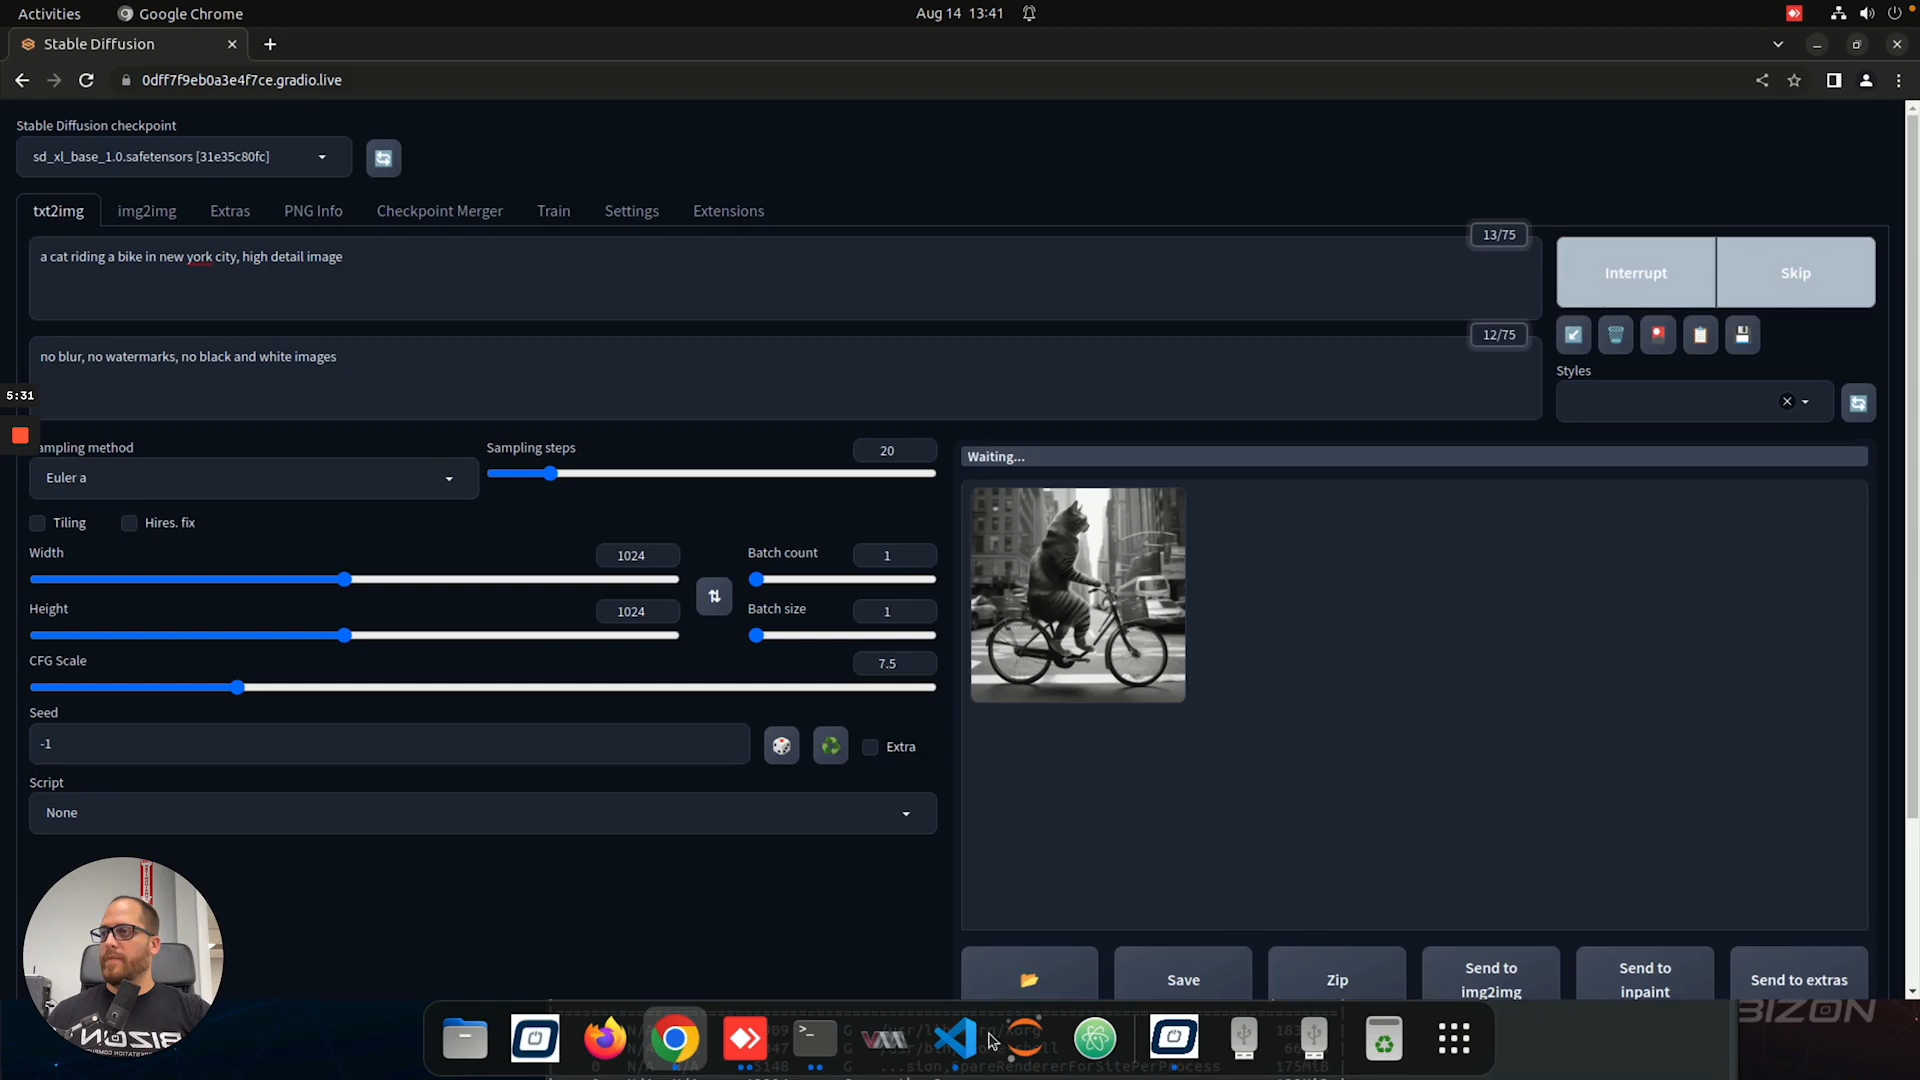 Activities
Google Chrome
Aug 14 13:41
Stable Diffusion
0dff7f9eb0a3e4f7ce.gradio.live
Stable Diffusion checkpoint
sd_xl_base_1.0.safetensors [31e35c80fc]
txt2img
img2img
Extras
PNG Info
Checkpoint Merger
Train
Settings
Extensions
13/75
a cat riding a bike in new york city, high detail image
Interrupt
Skip
12/75
no blur, no watermarks, no black and white images
Styles
5:31
ampling method
Sampling steps
20
Euler a
Waiting...
Tiling
Hires. fix
Width
1024
Batch count
1
Height
1024
Batch size
1
CFG Scale
7.5
Seed
-1
Extra
Script
None
Save
Zip
Send to
img2img
Send to
inpaint
Send to extras
BIZON
BIZON